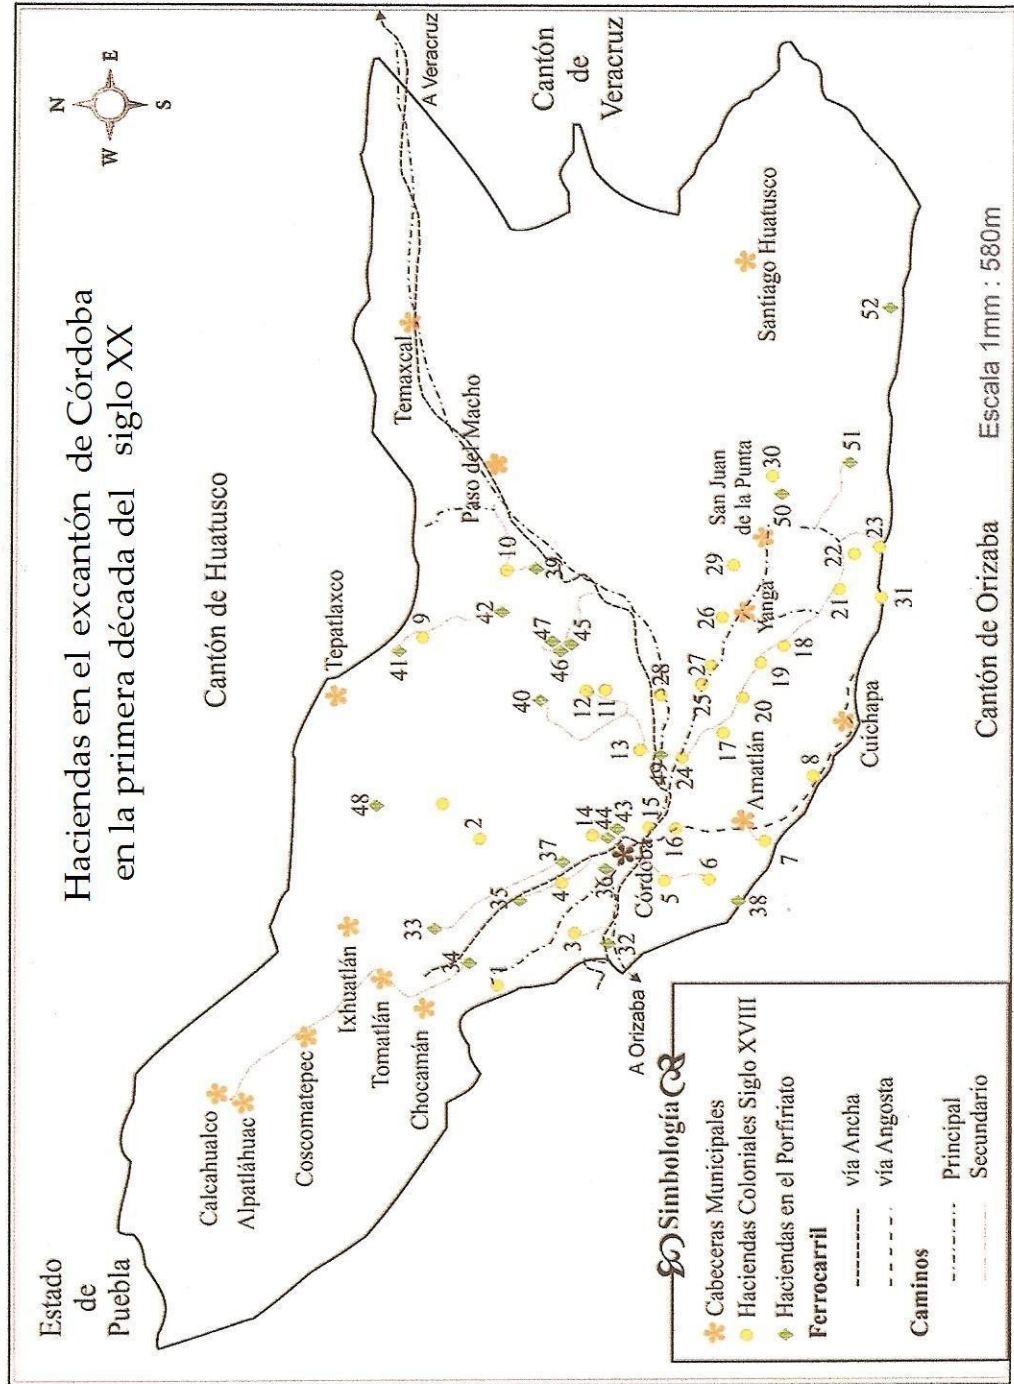 Haciendas en el excantón de Córdoba
en la primera década del siglo XX
N
W
E
S
Estado
de
Puebla
Cantón de Huatusco
A Veracruz
Cantón
de
Veracruz
Calcahualco
Alpatláhuac
Coscomatepec
Ixhuatlán
Tomatlán
Chocamán
Tepatlaxco
Temaxcal
Paso del Macho
48
2
41
9
42
10
39
33
34
35
37
1
3
4
14
44
43
36
32
Córdoba
15
16
5
6
38
7
8
40
12
11
13
47
46
45
28
49
24
25
27
26
29
17
20
19
18
Amatlán
Yanga
San Juan
de la Punta
50
30
51
21
22
23
31
52
Cuichapa
Santiago Huatusco
A Orizaba
Cantón de Orizaba
Escala 1mm : 580m
Simbología
Cabeceras Municipales
Haciendas Coloniales Siglo XVIII
Haciendas en el Porfiriato
Ferrocarril
vía Ancha
vía Angosta
Caminos
Principal
Secundario